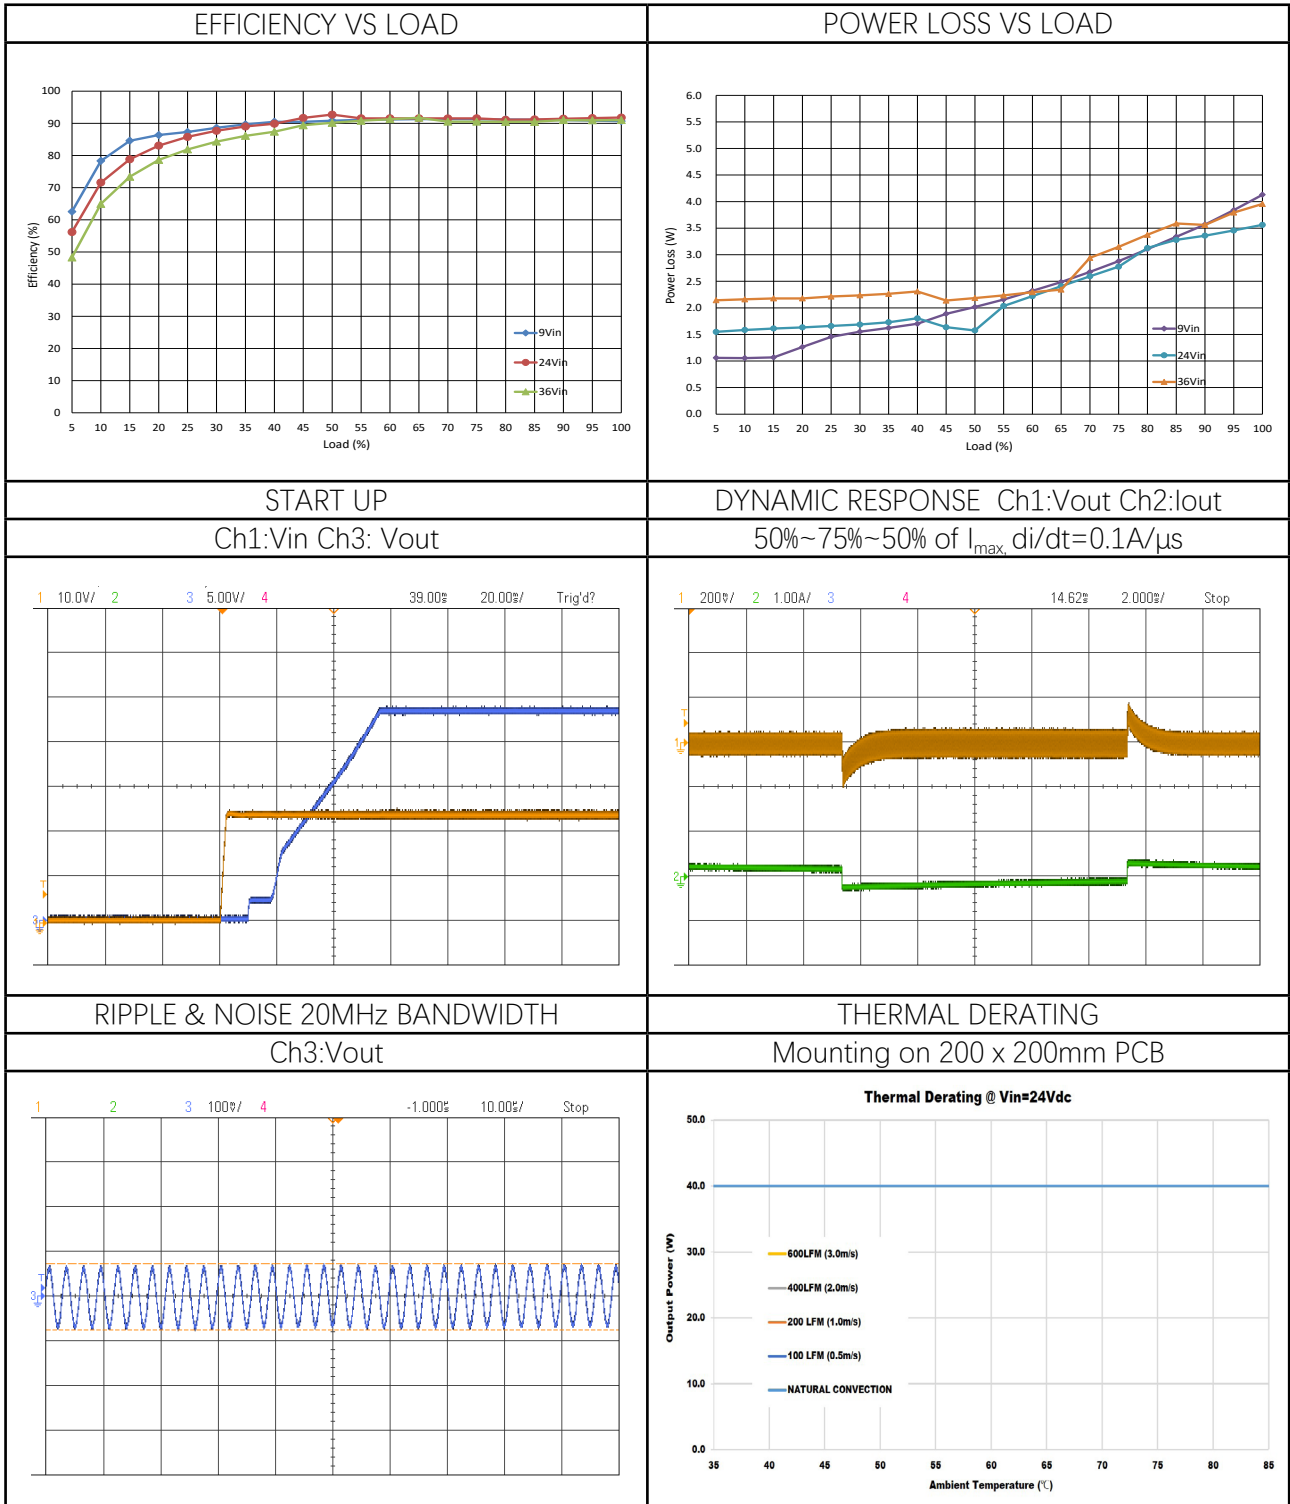 EFFICIENCY VS LOAD
POWER LOSS VS LOAD
100
90
80
70
60
50
40
30
20
10
0
Efficiency (%)
9Vin
24Vin
36Vin
5 10 15 20 25 30 35 40 45 50 55 60 65 70 75 80 85 90 95 100
Load (%)
6.0
5.5
5.0
4.5
4.0
3.5
3.0
2.5
2.0
1.5
1.0
0.5
0.0
Power Loss (W)
9Vin
24Vin
36Vin
5 10 15 20 25 30 35 40 45 50 55 60 65 70 75 80 85 90 95 100
Load (%)
START UP
DYNAMIC RESPONSE Ch1:Vout Ch2:Iout
Ch1:Vin Ch3: Vout
50%~75%~50% of Imax, di/dt=0.1A/μs
1 10.0V/ 2 3 5.00V/ 4 39.00s 20.00s/ Trig'd?
T
3
1 200V/ 2 1.00A/ 3 4 14.62s 2.000s/ Stop
T
1
2
RIPPLE & NOISE 20MHz BANDWIDTH
THERMAL DERATING
Ch3:Vout
Mounting on 200 x 200mm PCB
1 2 3 100V/ 4 -1.000s 10.00s/ Stop
T
3
Thermal Derating @ Vin=24Vdc
50.0
40.0
30.0
20.0
10.0
0.0
Output Power (W)
600LFM (3.0m/s)
400LFM (2.0m/s)
200 LFM (1.0m/s)
100 LFM (0.5m/s)
NATURAL CONVECTION
35 40 45 50 55 60 65 70 75 80 85
Ambient Temperature (℃)